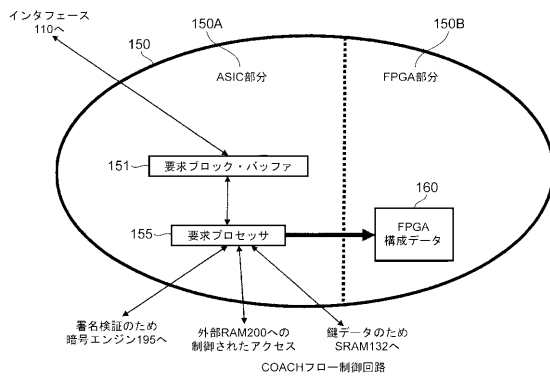 インタフェース
110へ
150
150A
150B
ASIC部分
FPGA部分
151
要求ブロック・バッファ
155
要求プロセッサ
160
FPGA
構成データ
署名検証のため
暗号エンジン195へ
外部RAM200への
制御されたアクセス
鍵データのため
SRAM132へ
COACHフロー制御回路